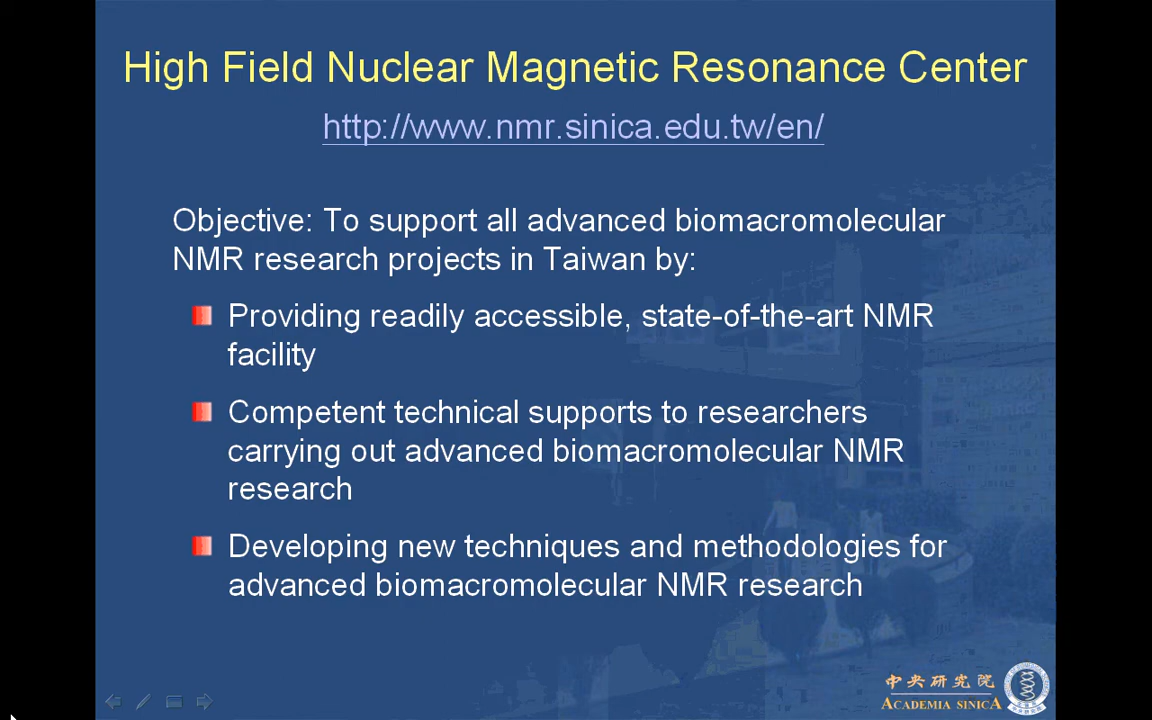 High Field Nuclear Magnetic Resonance Center
http://www.nmr.sinica.edu.tw/en/
Objective: To support all advanced biomacromolecular
NMR research projects in Taiwan by:
Providing readily accessible, state-of-the-art NMR
facility
Competent technical supports to researchers
carrying out advanced biomacromolecular NMR
research
Developing new techniques and methodologies for
advanced biomacromolecular NMR research
中央研究院
ACADEMIA SINICA